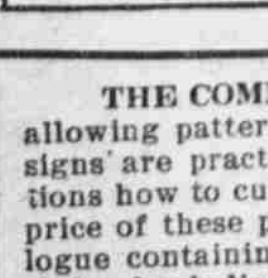 THE COM
allowing patter
signs are pract
tions how to cu
price of these p
logue containin